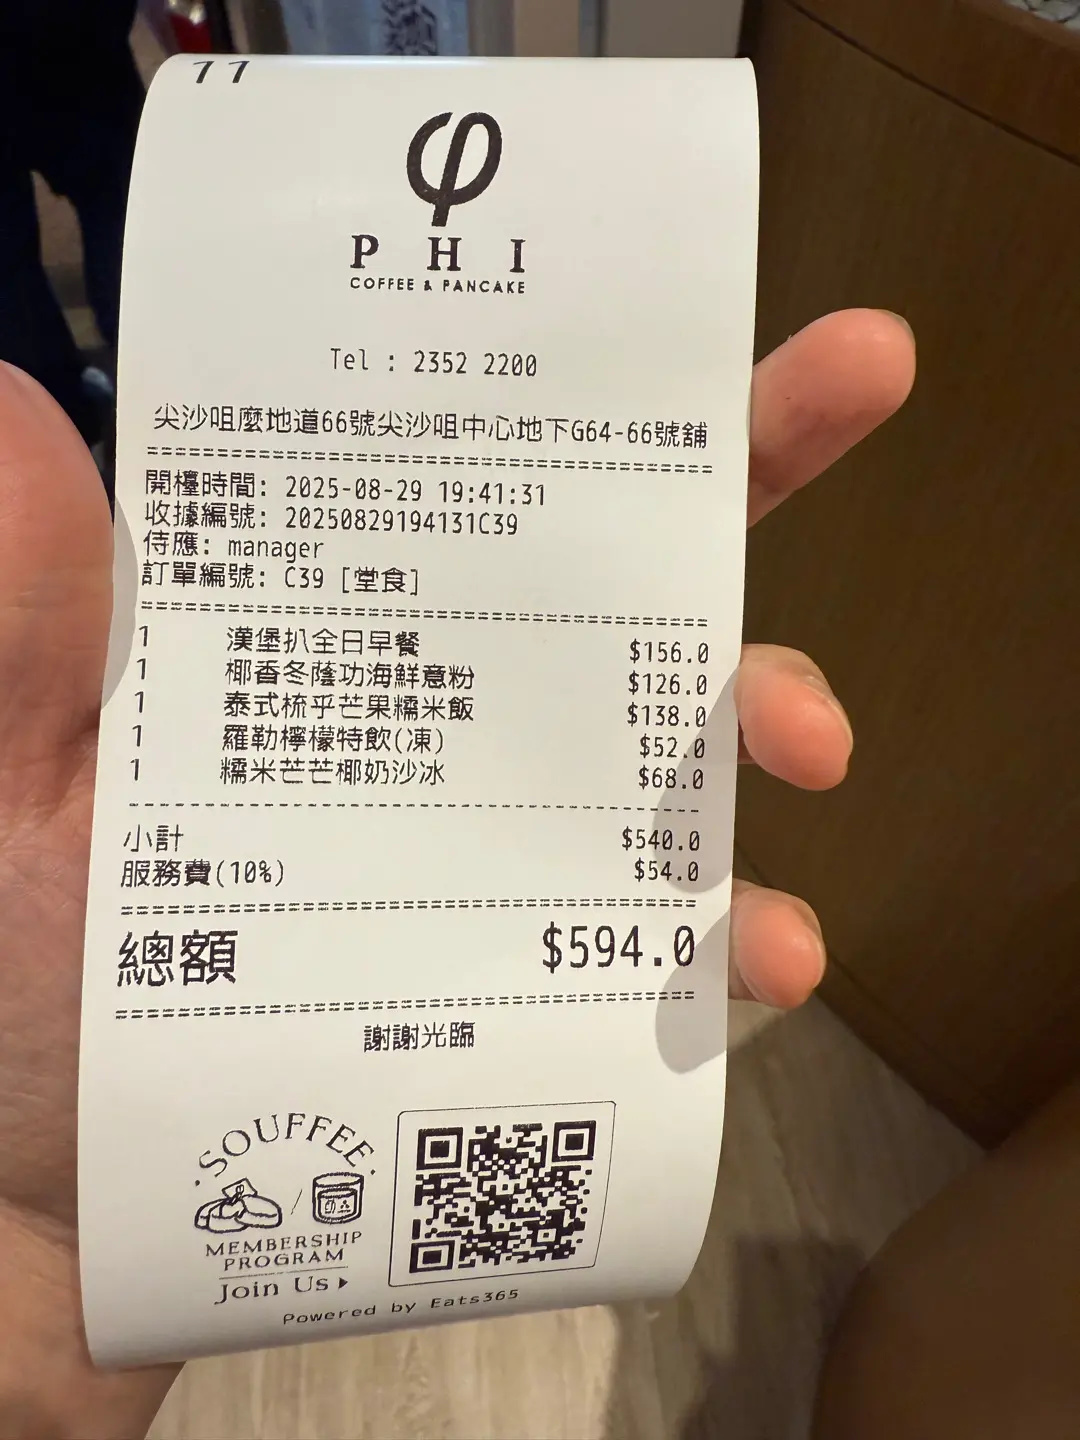 11
PHI
COFFEE & PANCAKE
Tel : 2352 2200
尖沙咀麼地道66號尖沙咀中心地下G64-66號舖
開檯時間: 2025-08-29 19:41:31
收據編號: 20250829194131C39
侍應: manager
訂單編號: C39 [堂食]
1 漢堡扒全日早餐 $156.0
1 椰香冬蔭功海鮮意粉 $126.0
1 泰式梳乎芒果糯米飯 $138.0
1 羅勒檸檬特飲(凍) $52.0
1 糯米芒芒椰奶沙冰 $68.0
小計 $540.0
服務費(10%) $54.0
總額 $594.0
謝謝光臨
SOUFFEE
MEMBERSHIP
PROGRAM
Join Us
Powered by Eats365